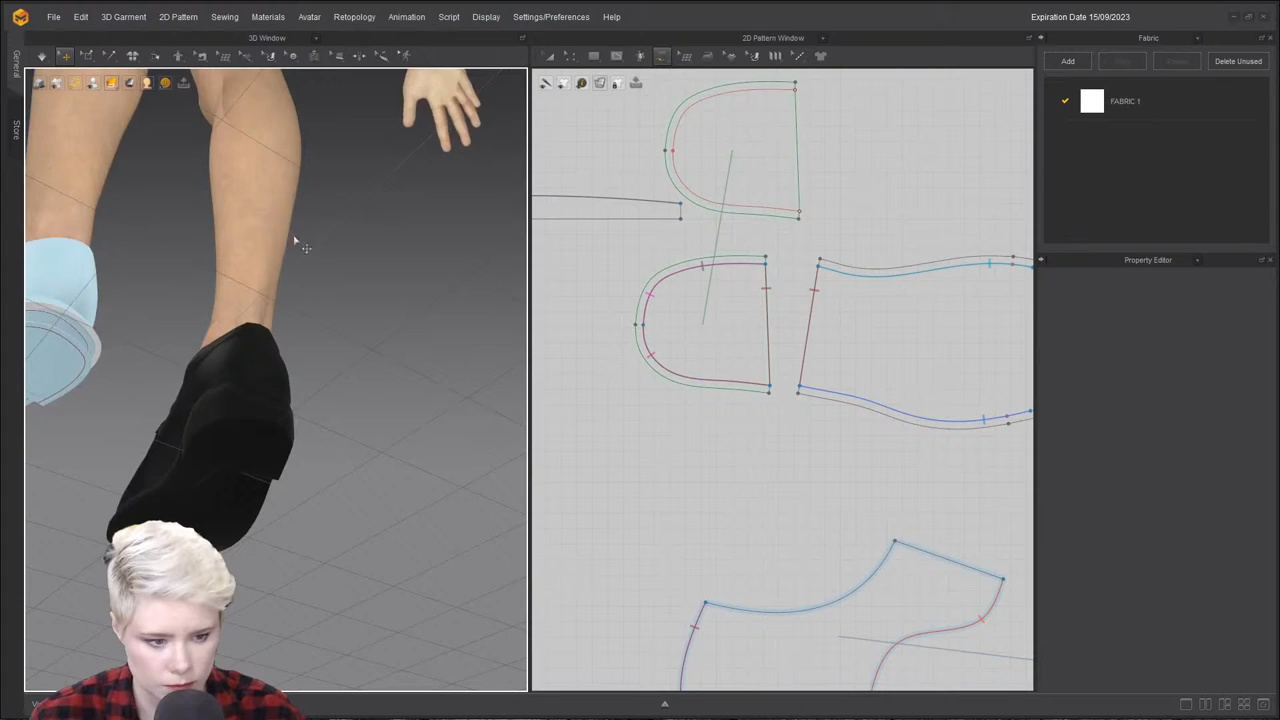 File Edit 3D Garment 2D Pattern Sewing Materials Avatar Retopology Animation Script Display Settings/Preferences Help Expiration Date 15/09/2023
3D Window 2D Pattern Window Fabric
Add Delete Unused
General
FABRIC 1
Store
Property Editor